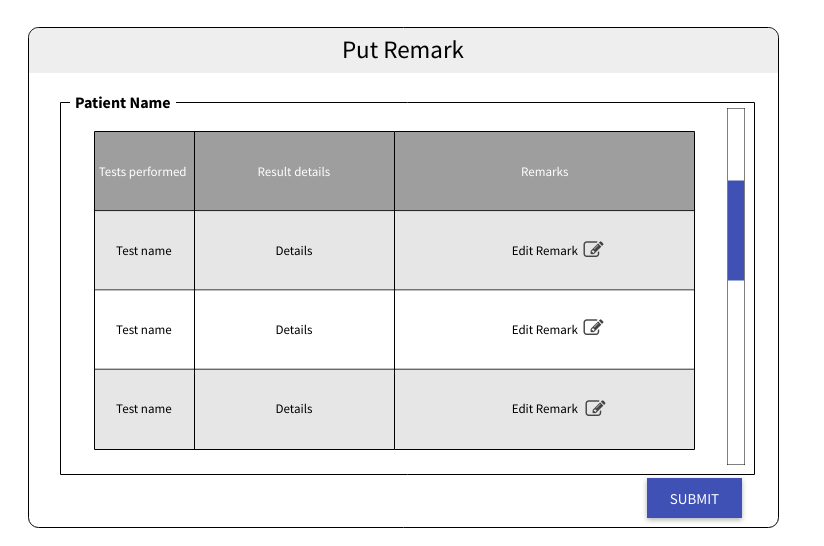 Put Remark
Patient Name
Tests performed Result details Remarks
Test name Details Edit Remark
Test name Details Edit Remark
Test name Details Edit Remark
SUBMIT